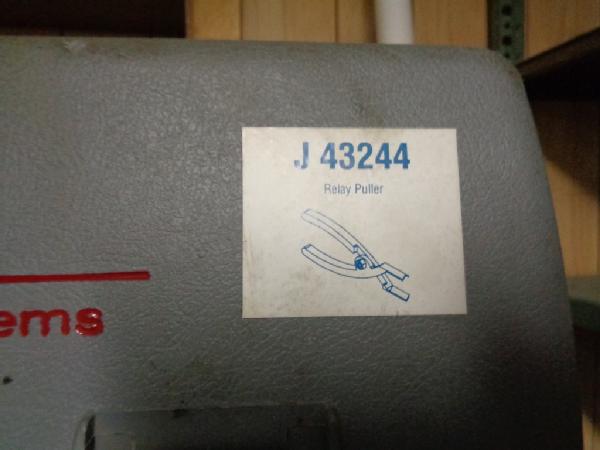 J 43244
Relay Puller
ems